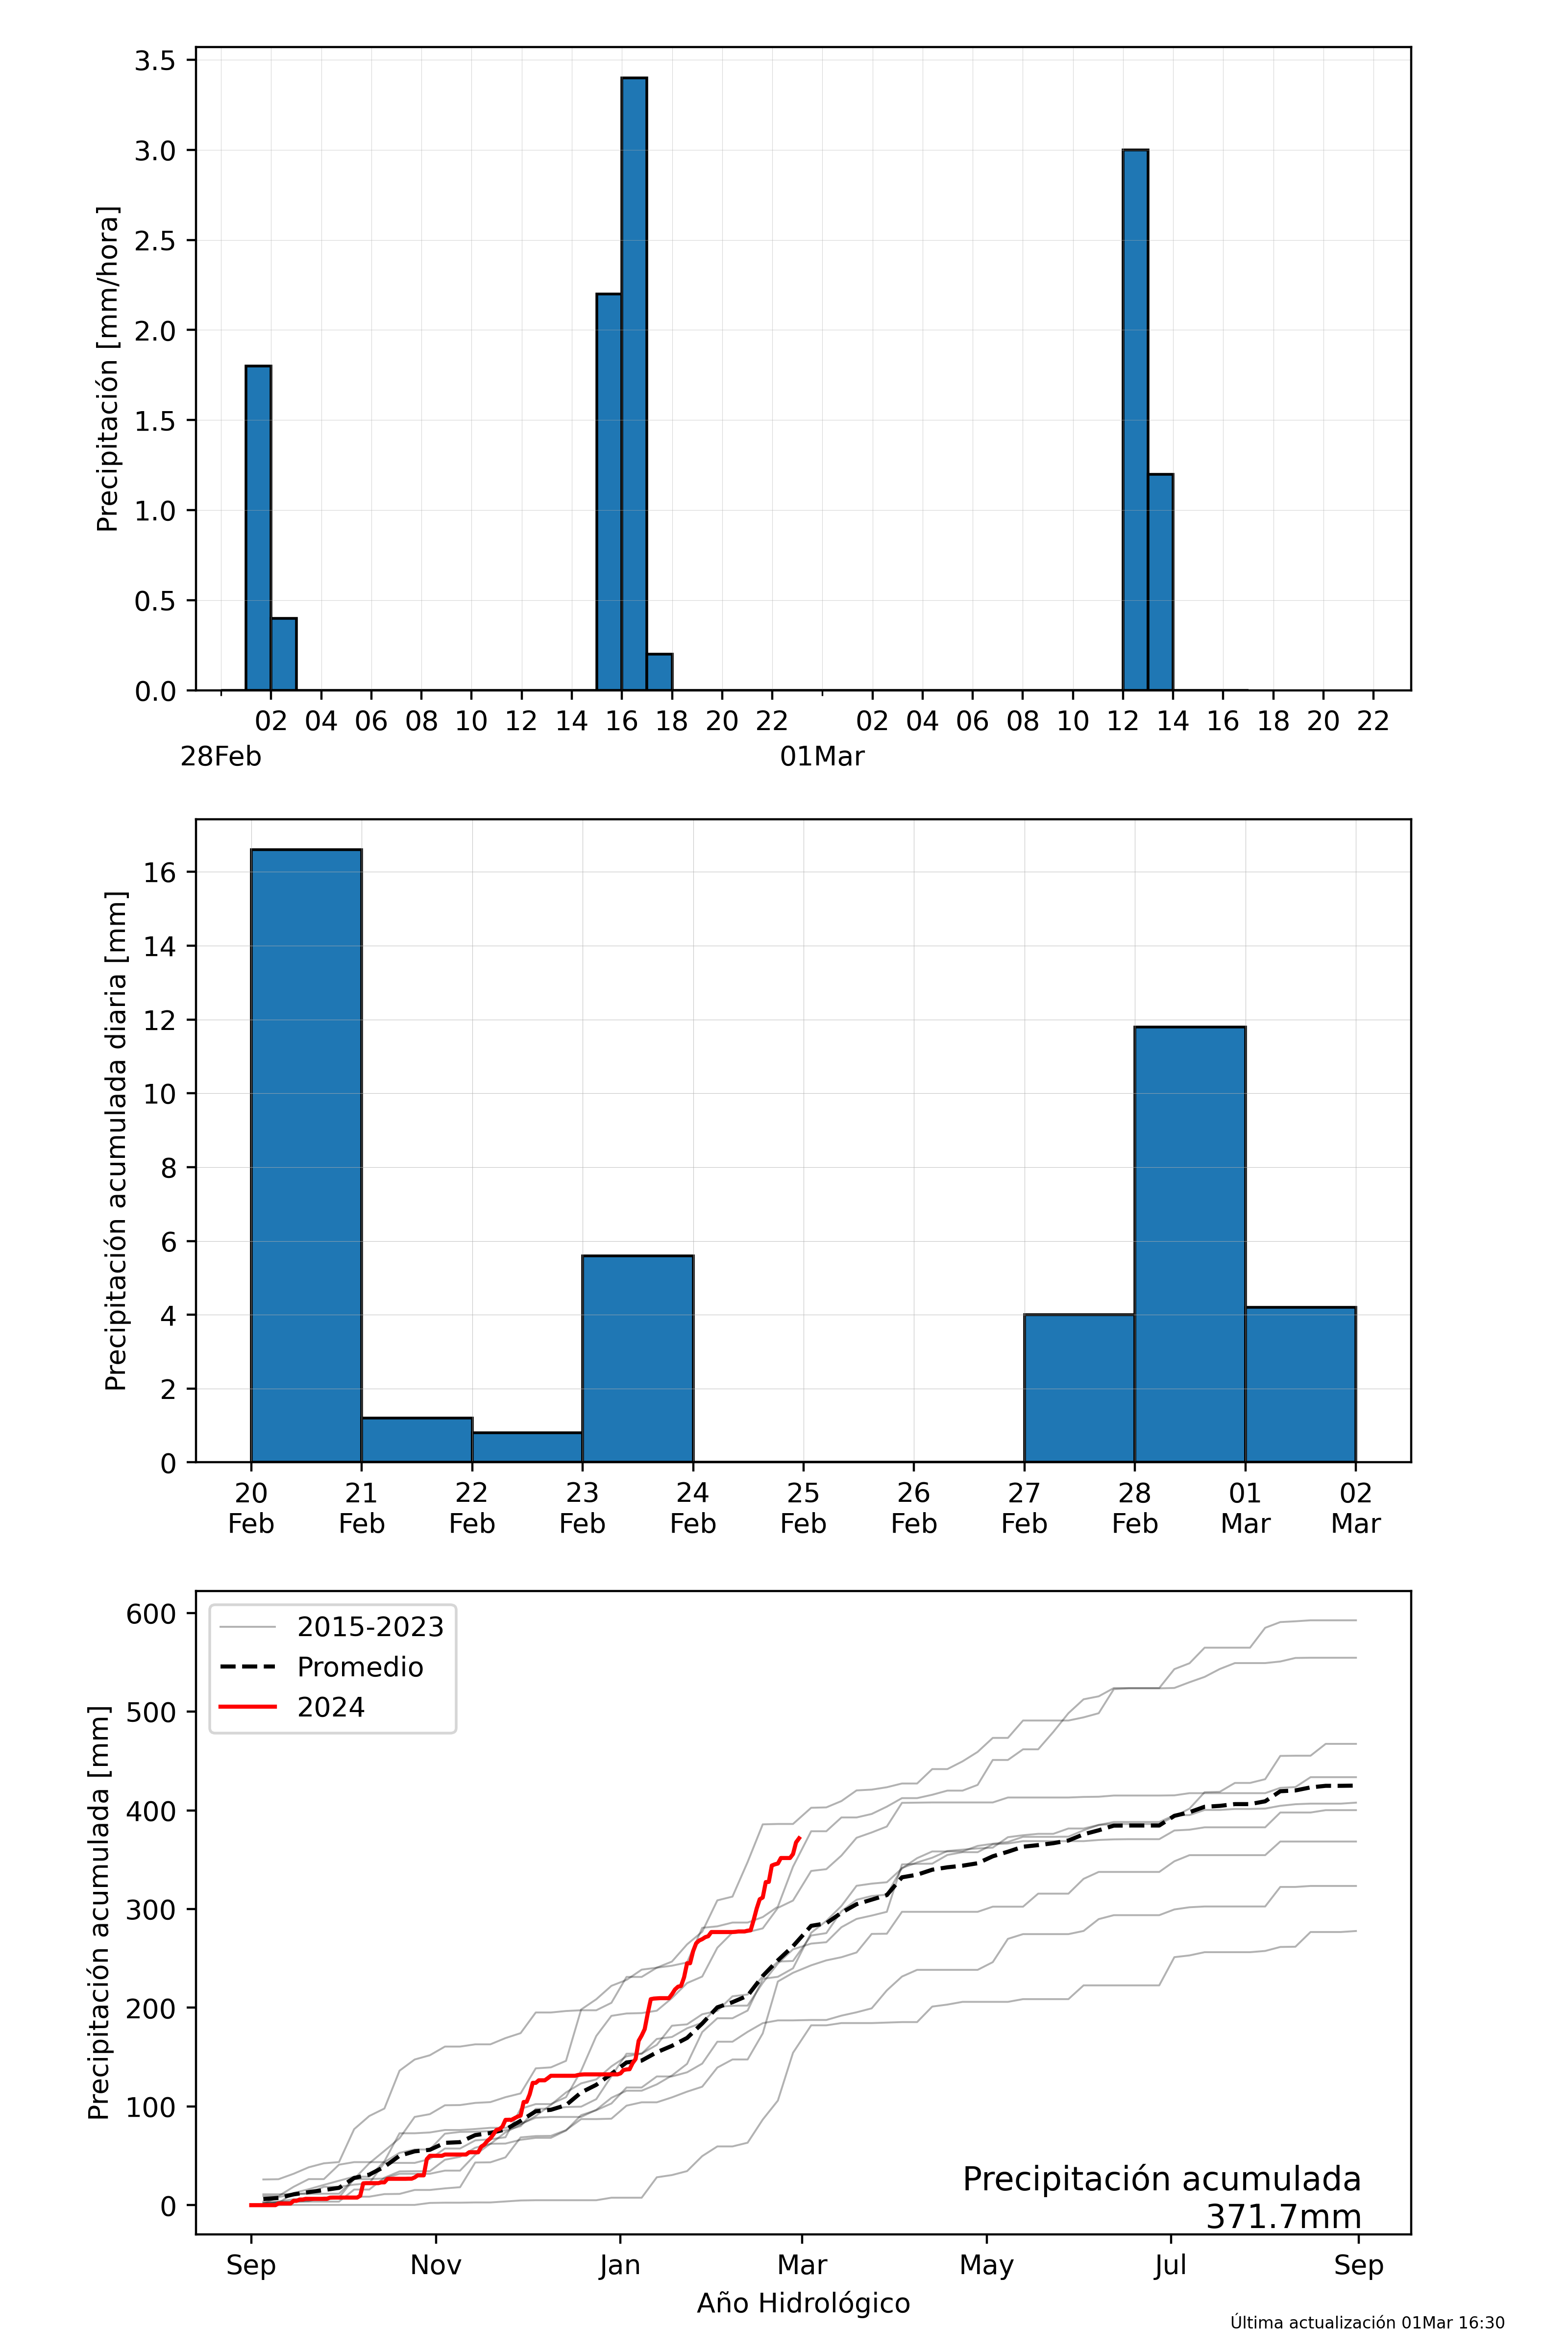 3.5
3.0
2.5
2.0
1.5
1.0
0.5
0.0
Precipitación [mm/hora]
02 04 06 08 10 12 14 16 18 20 22 02 04 06 08 10 12 14 16 18 20 22
28Feb 01Mar
16
14
12
10
8
6
4
2
0
Precipitación acumulada diaria [mm]
20 21 22 23 24 25 26 27 28 01 02
Feb Feb Feb Feb Feb Feb Feb Feb Feb Mar Mar
600
500
400
300
200
100
0
Precipitación acumulada [mm]
2015-2023
Promedio
2024
Precipitación acumulada
371.7mm
Sep Nov Jan Mar May Jul Sep
Año Hidrológico
Última actualización 01Mar 16:30